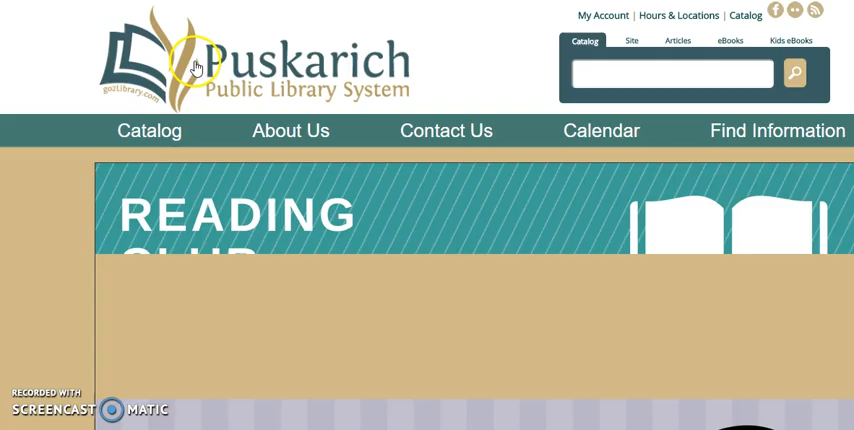 My Account | Hours & Locations | Catalog
Puskarich
Public Library System
go2Library.com
Catalog Site Articles eBooks Kids eBooks
Catalog About Us Contact Us Calendar Find Information
READING
CLUB
RECORDED WITH
SCREENCAST MATIC